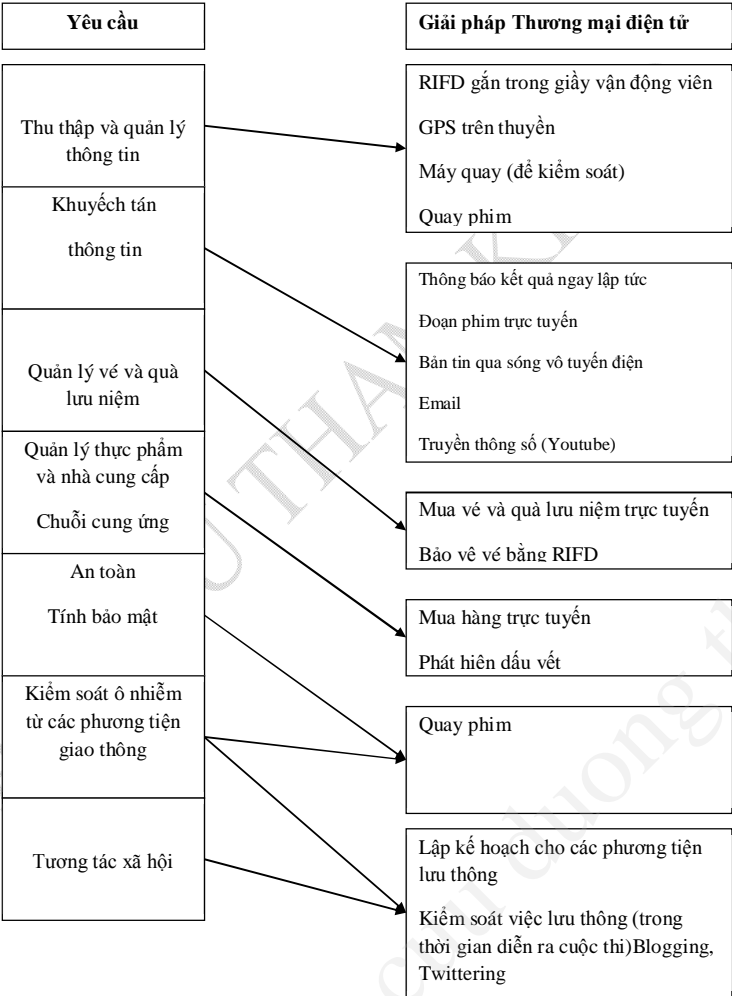 Yêu cầu
Giải pháp Thương mại điện tử
Thu thập và quản lý
thông tin
Khuyếch tán
thông tin
Quản lý vé và quà
lưu niệm
Quản lý thực phẩm
và nhà cung cấp
Chuỗi cung ứng
An toàn
Tính bảo mật
Kiểm soát ô nhiễm
từ các phương tiện
giao thông
Tương tác xã hội
RIFD gắn trong giầy vận động viên
GPS trên thuyền
Máy quay (để kiểm soát)
Quay phim
Thông báo kết quả ngay lập tức
Đoạn phim trực tuyến
Bản tin qua sóng vô tuyến điện
Email
Truyền thông số (Youtube)
Mua vé và quà lưu niệm trực tuyến
Bảo vê vé bằng RIFD
Mua hàng trực tuyến
Phát hiên dấu vết
Quay phim
Lập kế hoạch cho các phương tiện
lưu thông
Kiểm soát việc lưu thông (trong
thời gian diễn ra cuộc thi)Blogging,
Twittering